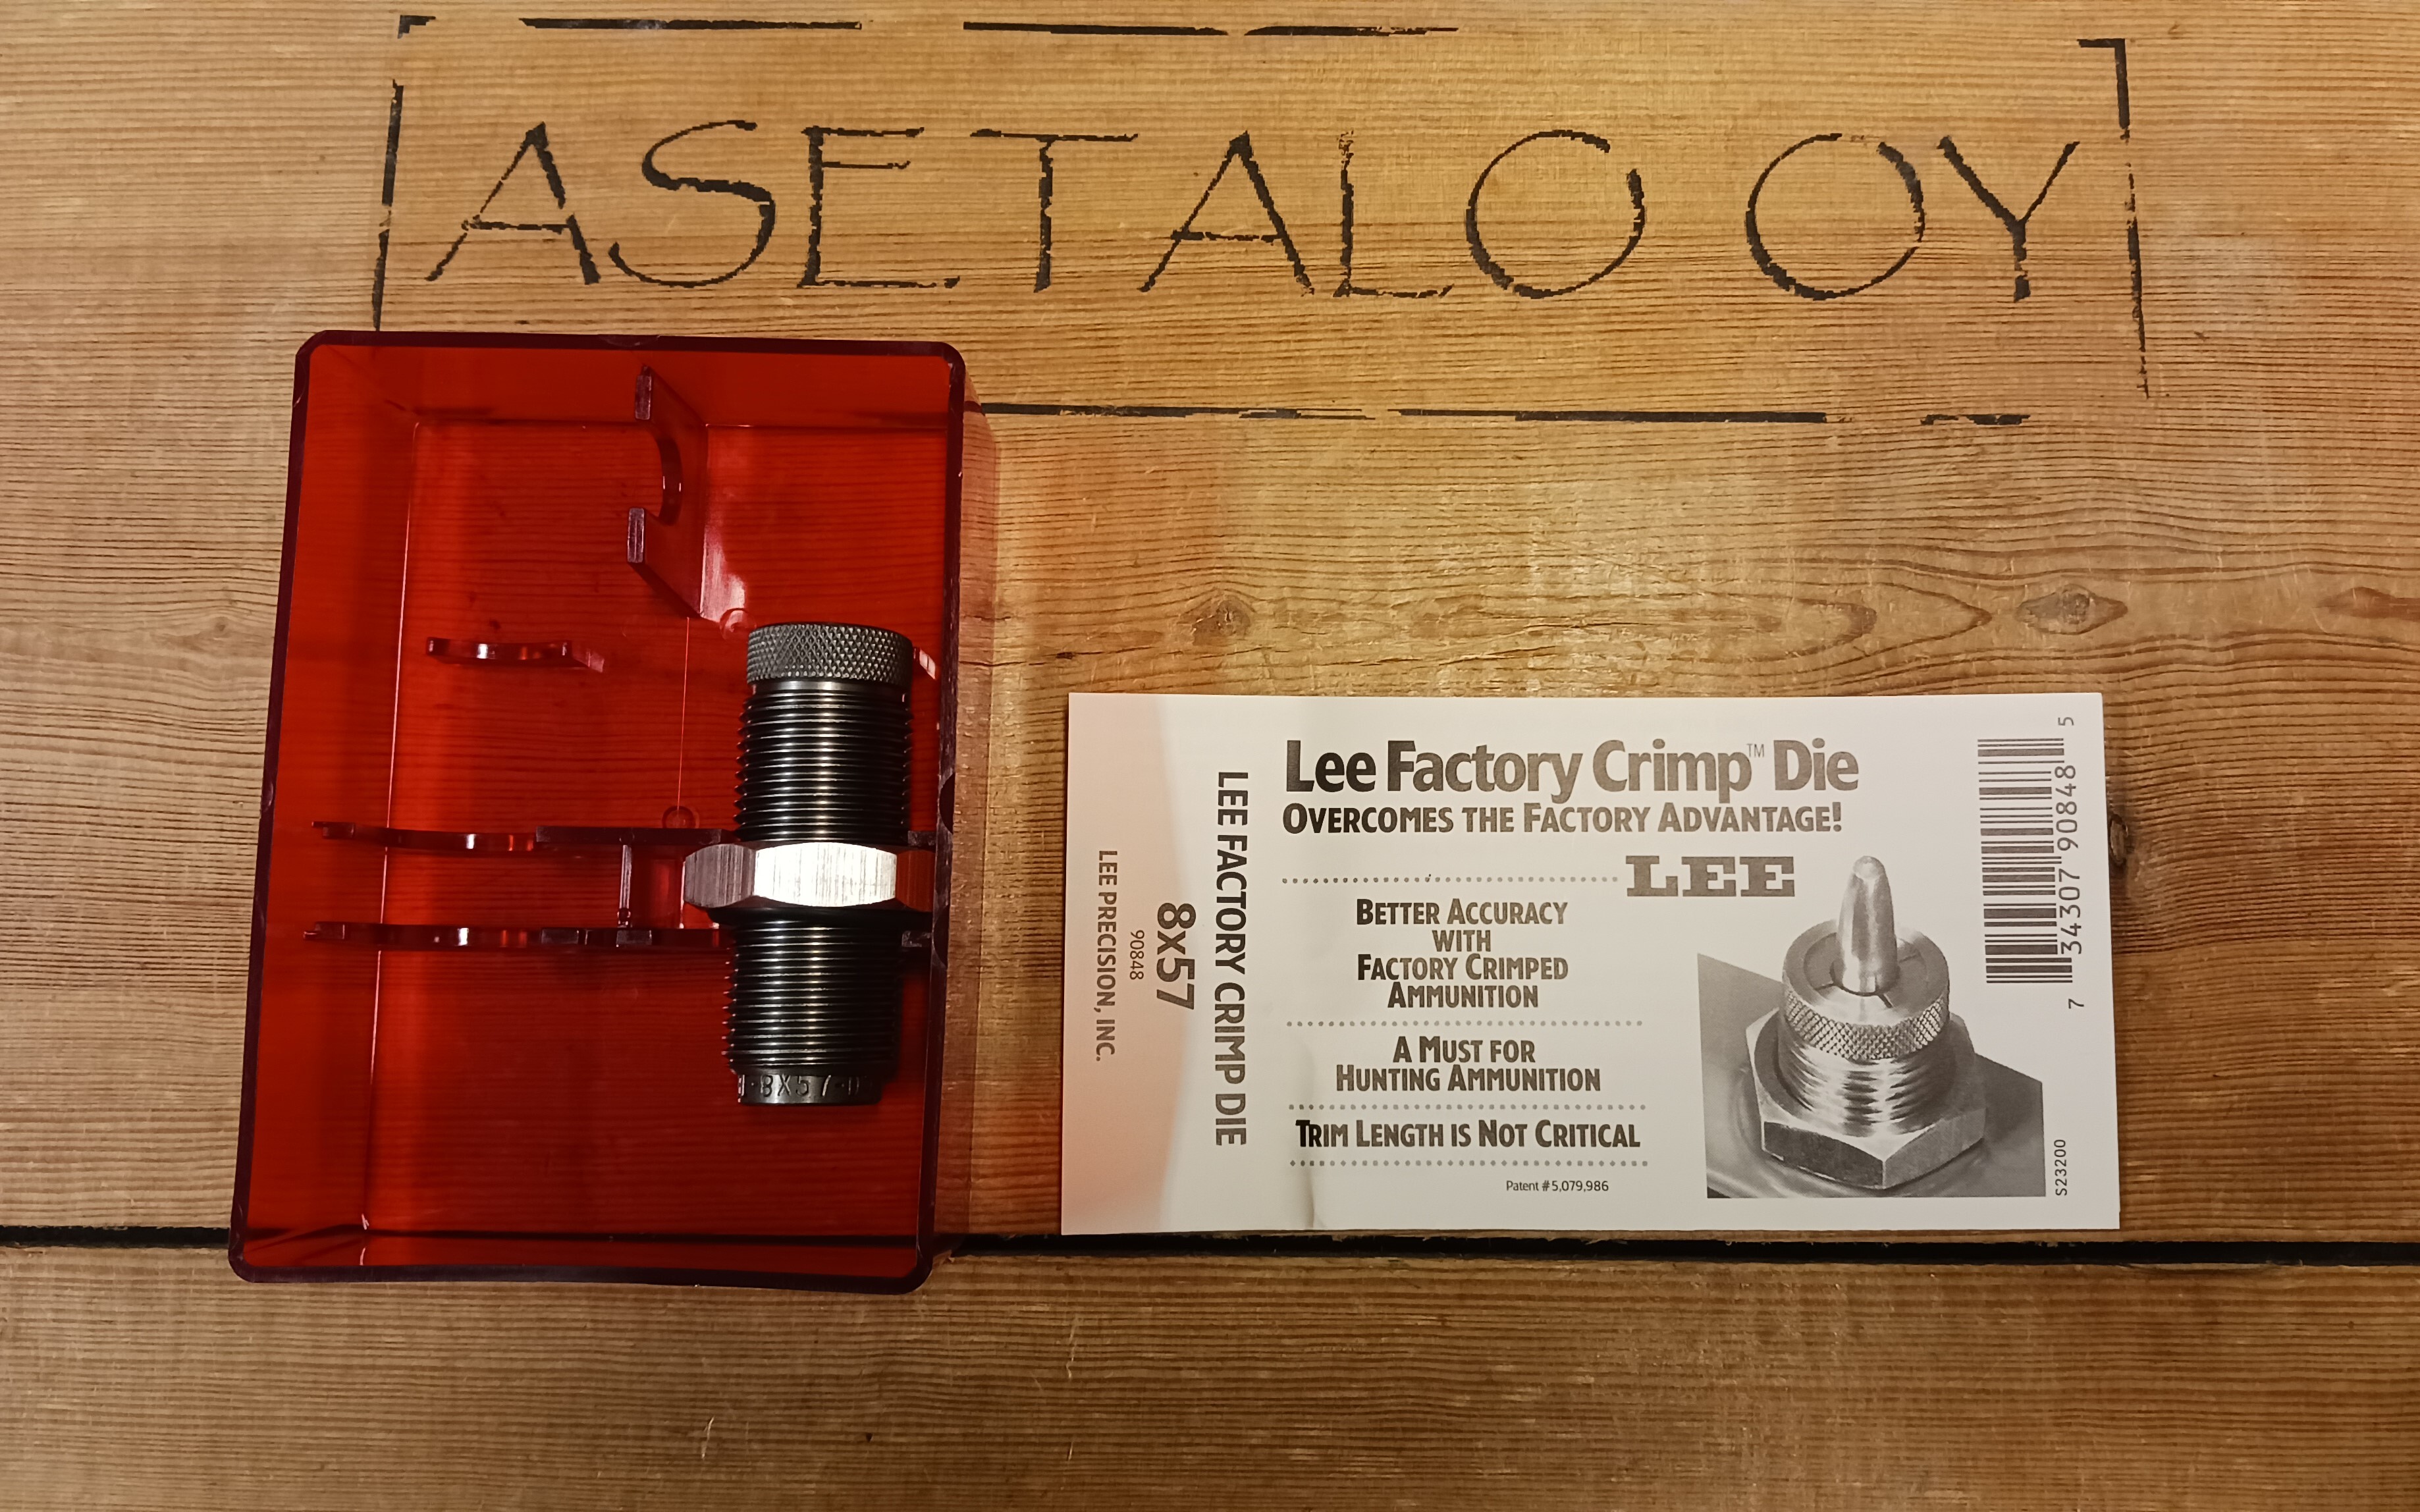 ASETALO OY
8X57
LEE PRECISION, INC.
90848
8x57
LEE FACTORY CRIMP DIE
Lee Factory Crimp™ Die
OVERCOMES THE FACTORY ADVANTAGE!
LEE
BETTER ACCURACY
WITH
FACTORY CRIMPED
AMMUNITION
A MUST FOR
HUNTING AMMUNITION
TRIM LENGTH IS NOT CRITICAL
Patent #5,079,986
7 34307 90848 5
S23200